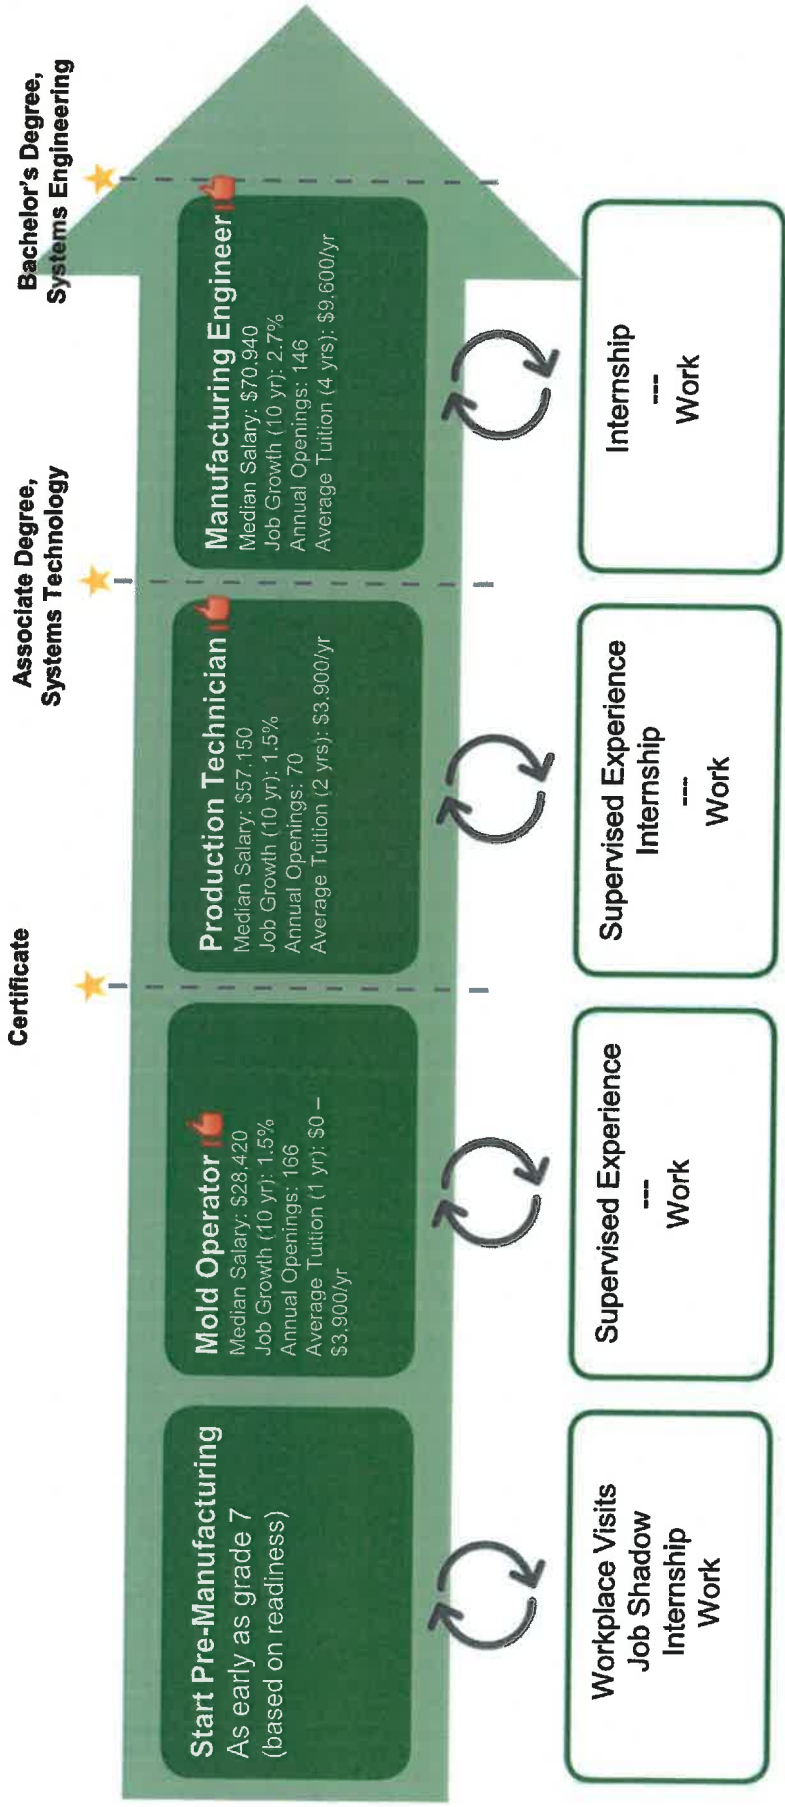 Certificate
Associate Degree,
Systems Technology
Bachelor's Degree,
Systems Engineering
Start Pre-Manufacturing
As early as grade 7
(based on readiness)
Mold Operator
Median Salary: $28,420
Job Growth (10 yr): 1.5%
Annual Openings: 166
Average Tuition (1 yr): $0 –
$3,900/yr
Production Technician
Median Salary: $57,150
Job Growth (10 yr): 1.5%
Annual Openings: 70
Average Tuition (2 yrs): $3,900/yr
Manufacturing Engineer
Median Salary: $70,940
Job Growth (10 yr): 2.7%
Annual Openings: 146
Average Tuition (4 yrs): $9,600/yr
Workplace Visits
Job Shadow
Internship
Work
Supervised Experience
---
Work
Supervised Experience
Internship
---
Work
Internship
---
Work